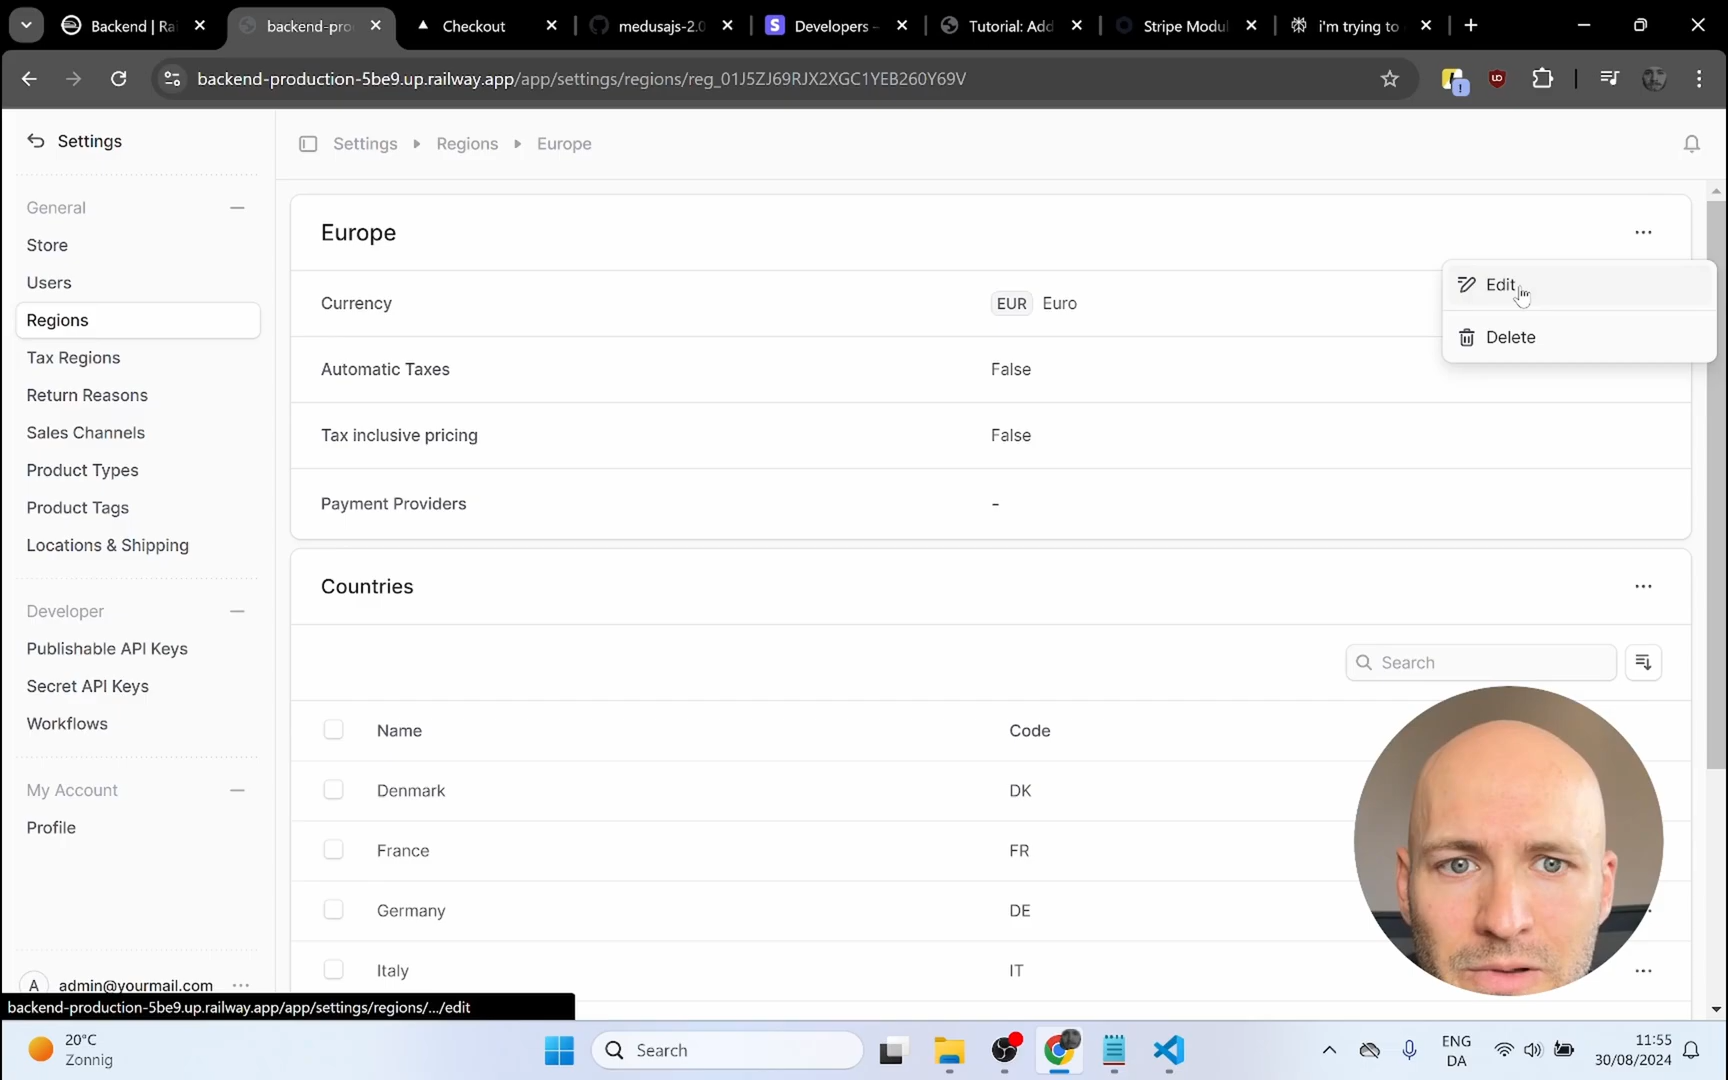 Backend | Rai
backend-pro
Checkout
medusajs-2.0
Developers –
Tutorial: Add
Stripe Modul
i'm trying to
backend-production-5be9.up.railway.app/app/settings/regions/reg_01J5ZJ69RJX2XGC1YEB260Y69V
Settings
Settings
Regions
Europe
General
Store
Users
Regions
Tax Regions
Return Reasons
Sales Channels
Product Types
Product Tags
Locations & Shipping
Developer
Publishable API Keys
Secret API Keys
Workflows
My Account
Profile
A admin@yourmail.com
Europe
Edit
Delete
Currency EUR Euro
Automatic Taxes False
Tax inclusive pricing False
Payment Providers -
Countries
Search
Name Code
Denmark DK
France FR
Germany DE
Italy IT
backend-production-5be9.up.railway.app/app/settings/regions/.../edit
20°C
Zonnig
Search
ENG
DA
11:55
30/08/2024